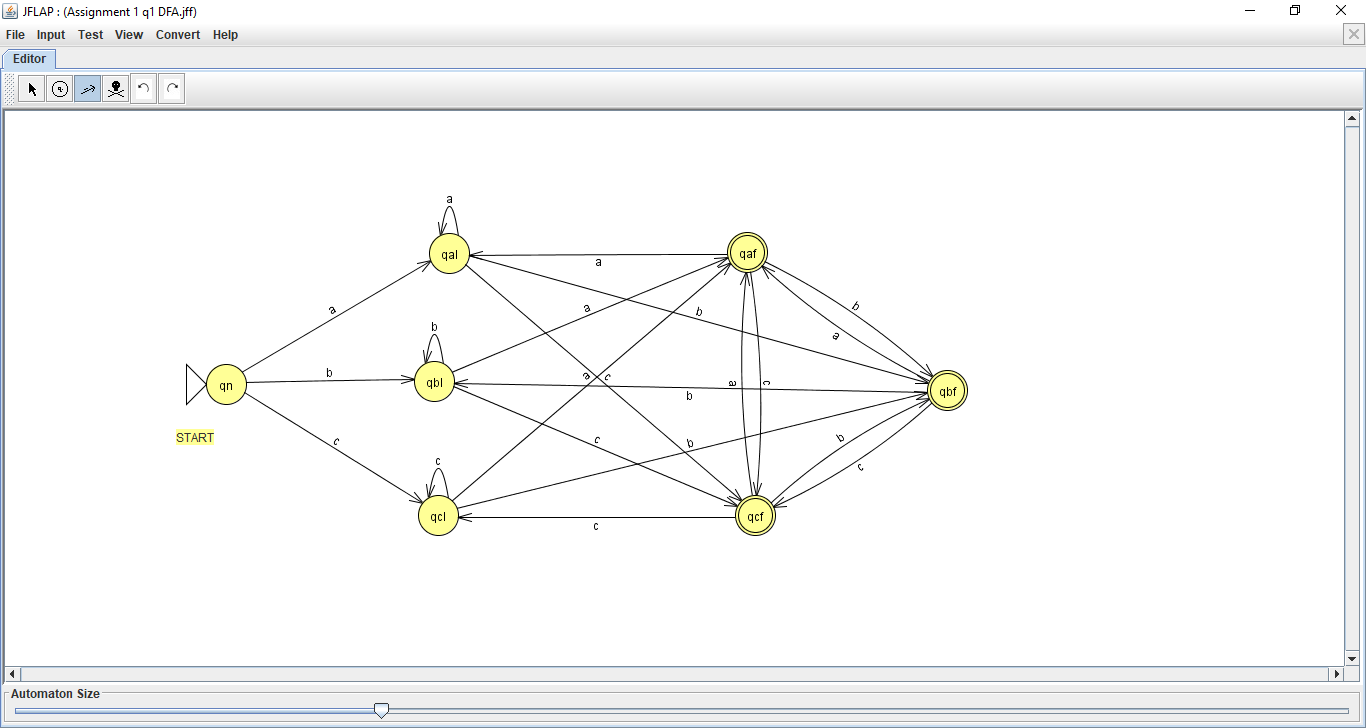 JFLAP : (Assignment 1 q1 DFA.jff)
File Input Test View Convert Help
Editor
a
qal
qaf
a
a
a
b
b
b
a
b
qn
qbl
a
c
a
c
qbf
b
START
c
c
b
b
c
c
qcl
qcf
c
Automaton Size